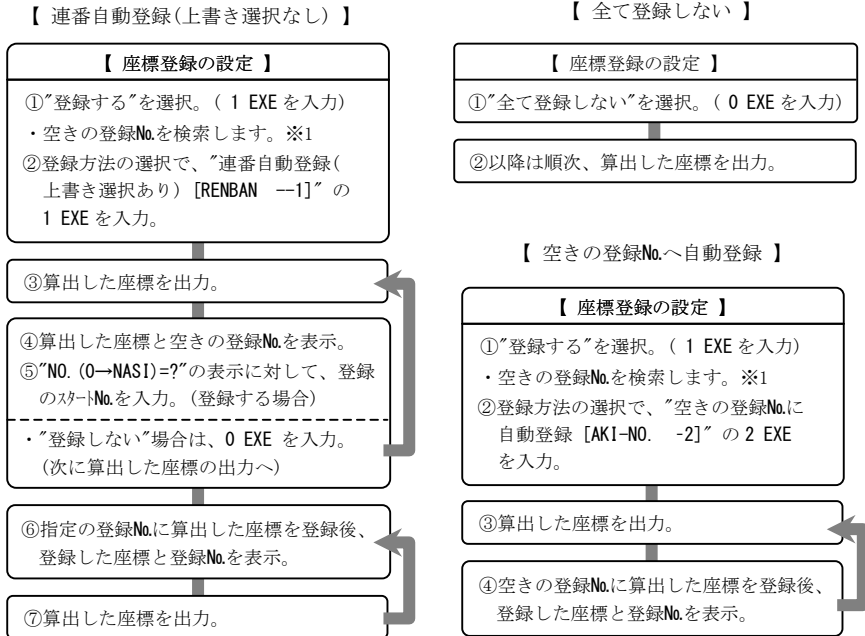 【 連番自動登録(上書き選択なし) 】
【 座標登録の設定 】
①″登録する″を選択。( 1 EXE を入力)
・空きの登録№を検索します。※1
②登録方法の選択で、″連番自動登録(
上書き選択あり) [RENBAN --1]″ の
1 EXE を入力。
③算出した座標を出力。
④算出した座標と空きの登録№を表示。
⑤″NO.(0→NASI)=?″の表示に対して、登録
のｽﾀｰﾄ№を入力。(登録する場合)
・″登録しない″場合は、0 EXE を入力。
(次に算出した座標の出力へ)
⑥指定の登録№に算出した座標を登録後、
登録した座標と登録№を表示。
⑦算出した座標を出力。
【 全て登録しない 】
【 座標登録の設定 】
①″全て登録しない″を選択。( 0 EXE を入力)
②以降は順次、算出した座標を出力。
【 空きの登録№へ自動登録 】
【 座標登録の設定 】
①″登録する″を選択。( 1 EXE を入力)
・空きの登録№を検索します。※1
②登録方法の選択で、″空きの登録№に
自動登録 [AKI-NO. -2]″ の 2 EXE
を入力。
③算出した座標を出力。
④空きの登録№に算出した座標を登録後、
登録した座標と登録№を表示。